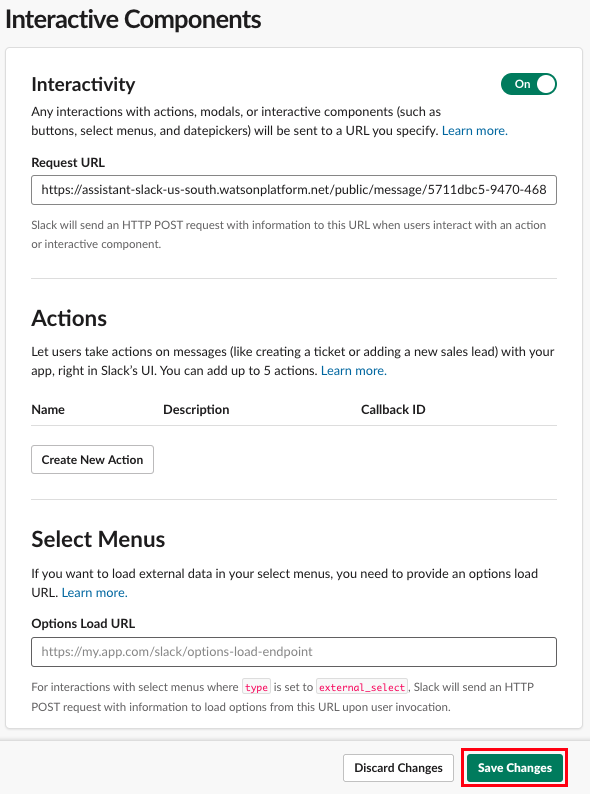 Interactive Components
Interactivity
On
Any interactions with actions, modals, or interactive components (such as
buttons, select menus, and datepickers) will be sent to a URL you specify. Learn more.
Request URL
https://assistant-slack-us-south.watsonplatform.net/public/message/5711dbc5-9470-468
Slack will send an HTTP POST request with information to this URL when users interact with an action
or interactive component.
Actions
Let users take actions on messages (like creating a ticket or adding a new sales lead) with your
app, right in Slack's UI. You can add up to 5 actions. Learn more.
Name Description Callback ID
Create New Action
Select Menus
If you want to load external data in your select menus, you need to provide an options load
URL. Learn more.
Options Load URL
https://my.app.com/slack/options-load-endpoint
For interactions with select menus where type is set to external_select, Slack will send an HTTP
POST request with information to load options from this URL upon user invocation.
Discard Changes Save Changes